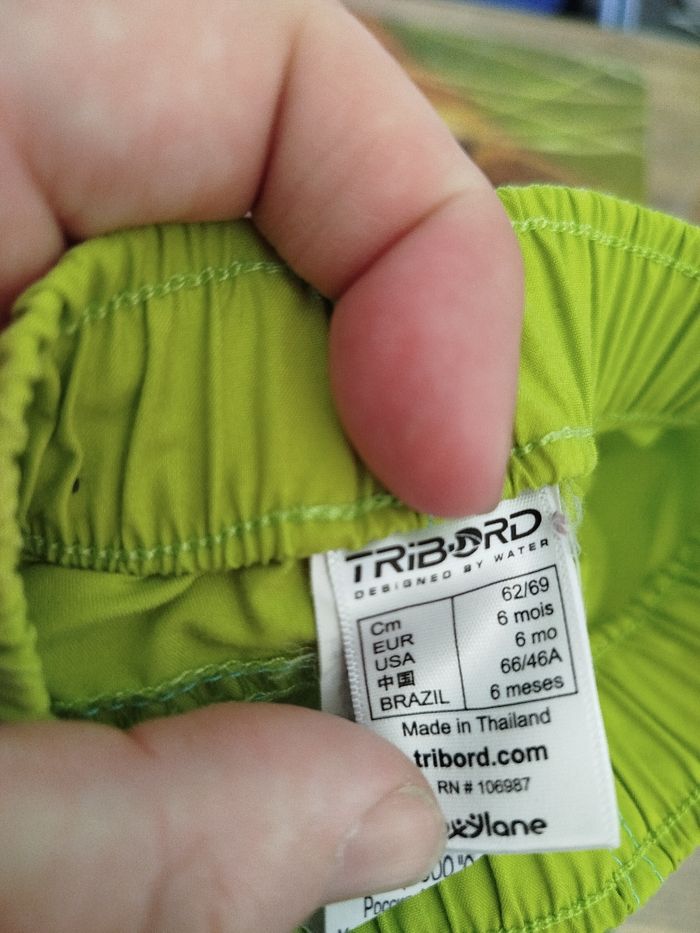 TRIBORD
DESIGNED BY WATER
Cm 62/69
EUR 6 mois
USA 6 mo
中国 66/46A
BRAZIL 6 meses
Made in Thailand
tribord.com
RN # 106987